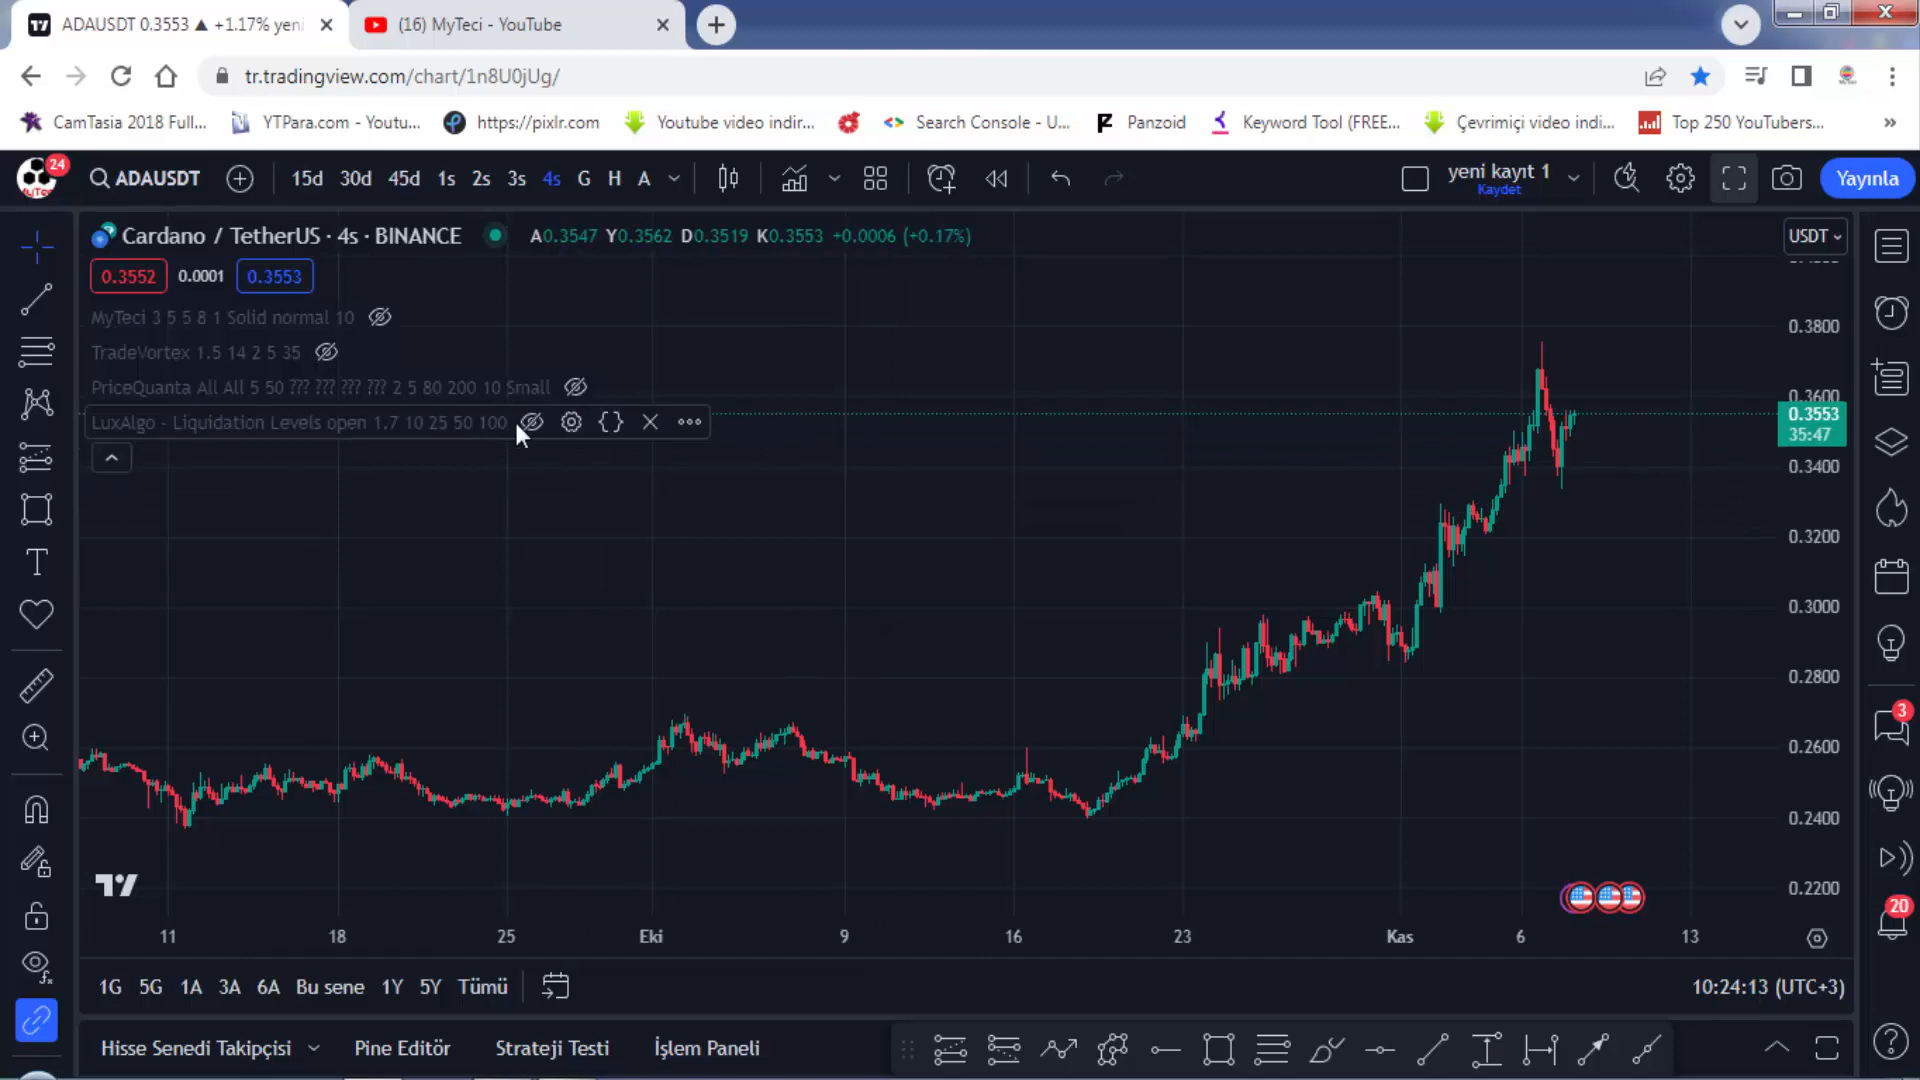 ADAUSDT 0.3553 ▲ +1.17% yeni
(16) MyTeci - YouTube
tr.tradingview.com/chart/1n8U0jUg/
CamTasia 2018 Full...
YTPara.com - Youtu...
https://pixlr.com
Youtube video indir...
Search Console - U...
Panzoid
Keyword Tool (FREE...
Çevrimiçi video indi...
Top 250 YouTubers...
»
24
ADAUSDT
15d 30d 45d 1s 2s 3s 4s G H A
yeni kayıt 1
Kaydet
Yayınla
Cardano / TetherUS · 4s · BINANCE
A0.3547 Y0.3562 D0.3519 K0.3553 +0.0006 (+0.17%)
USDT
0.3552 0.0001 0.3553
MyTeci 3 5 5 8 1 Solid normal 10
TradeVortex 1.5 14 2 5 35
PriceQuanta All All 5 50 ??? ??? ??? ??? 2 5 80 200 10 Small
LuxAlgo - Liquidation Levels open 1.7 10 25 50 100
0.3800
0.3600
0.3553
35:47
0.3400
0.3200
0.3000
0.2800
0.2600
0.2400
0.2200
3
20
11 18 25 Eki 9 16 23 Kas 6 13
1G 5G 1A 3A 6A Bu sene 1Y 5Y Tümü
10:24:13 (UTC+3)
Hisse Senedi Takipçisi
Pine Editör
Strateji Testi
İşlem Paneli